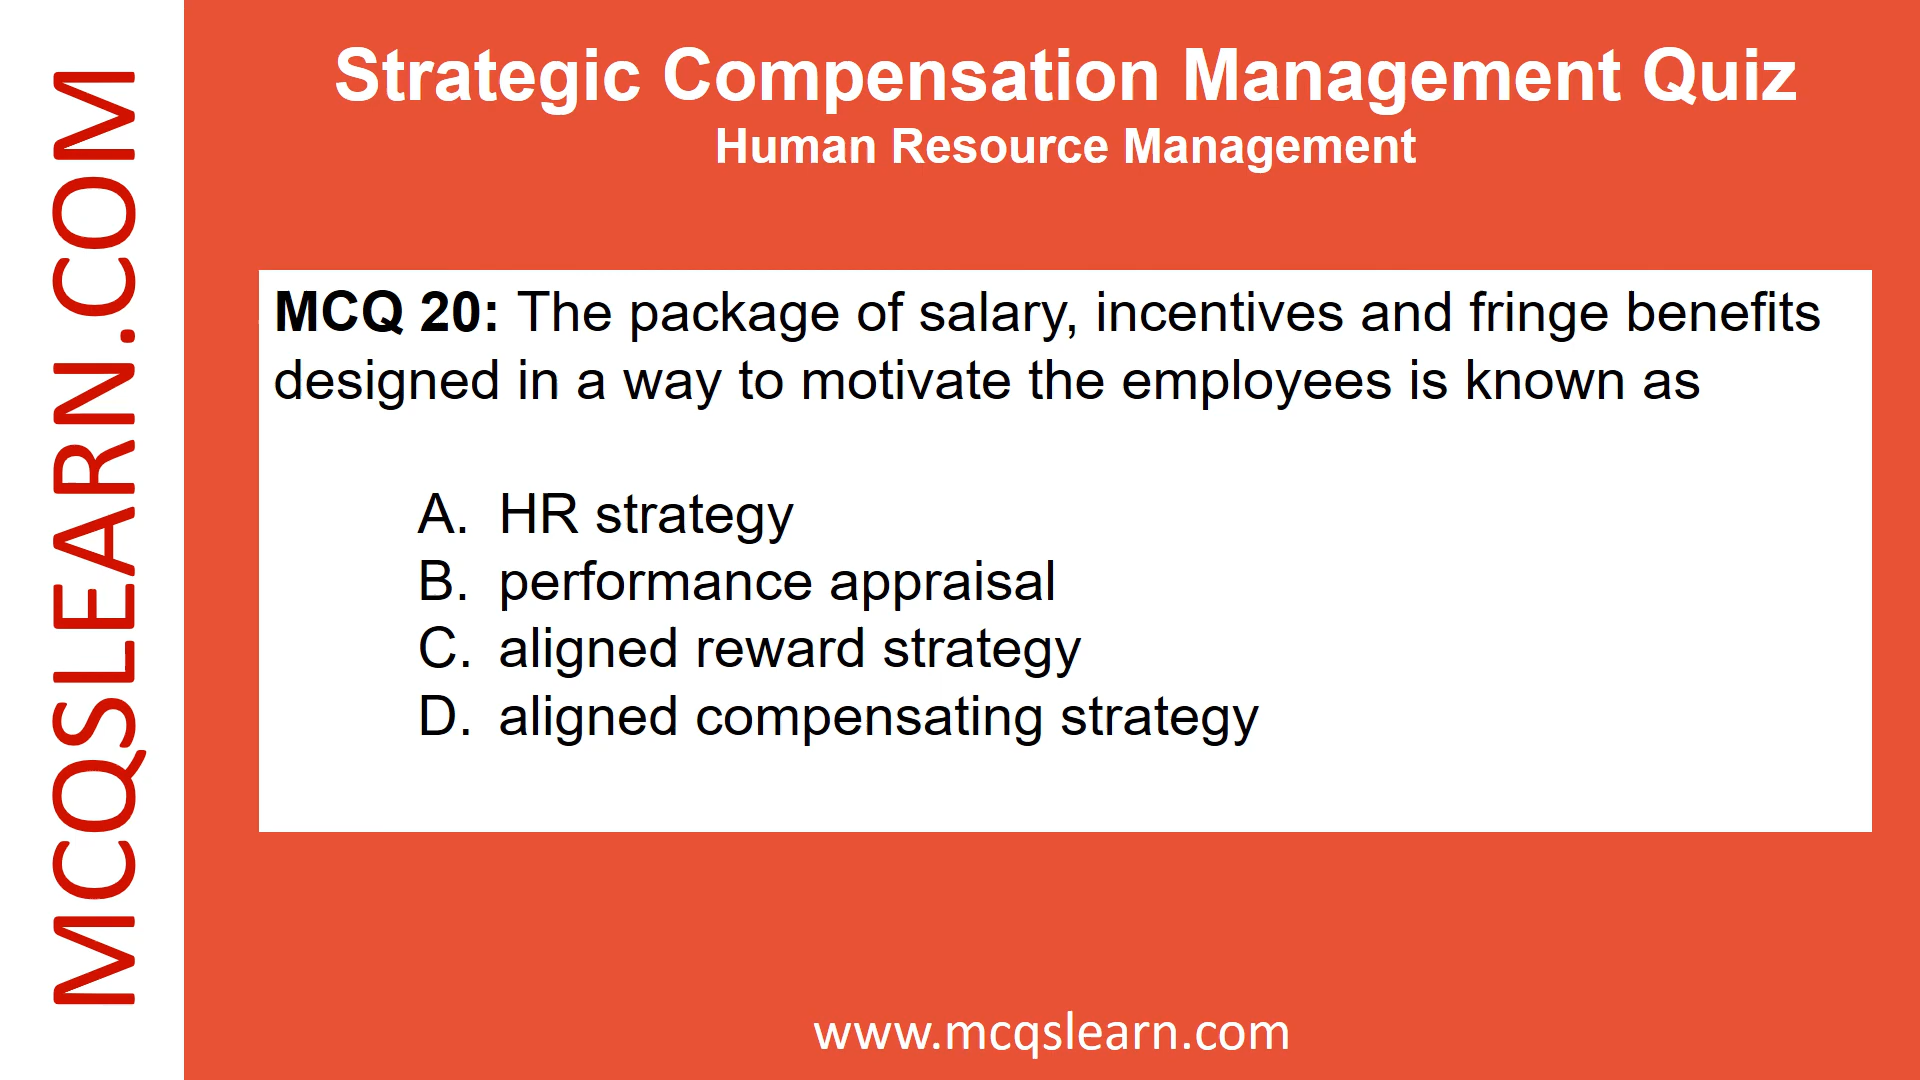 MCQSLEARN.COM
Strategic Compensation Management Quiz
Human Resource Management
MCQ 20: The package of salary, incentives and fringe benefits
designed in a way to motivate the employees is known as
A. HR strategy
B. performance appraisal
C. aligned reward strategy
D. aligned compensating strategy
www.mcqslearn.com